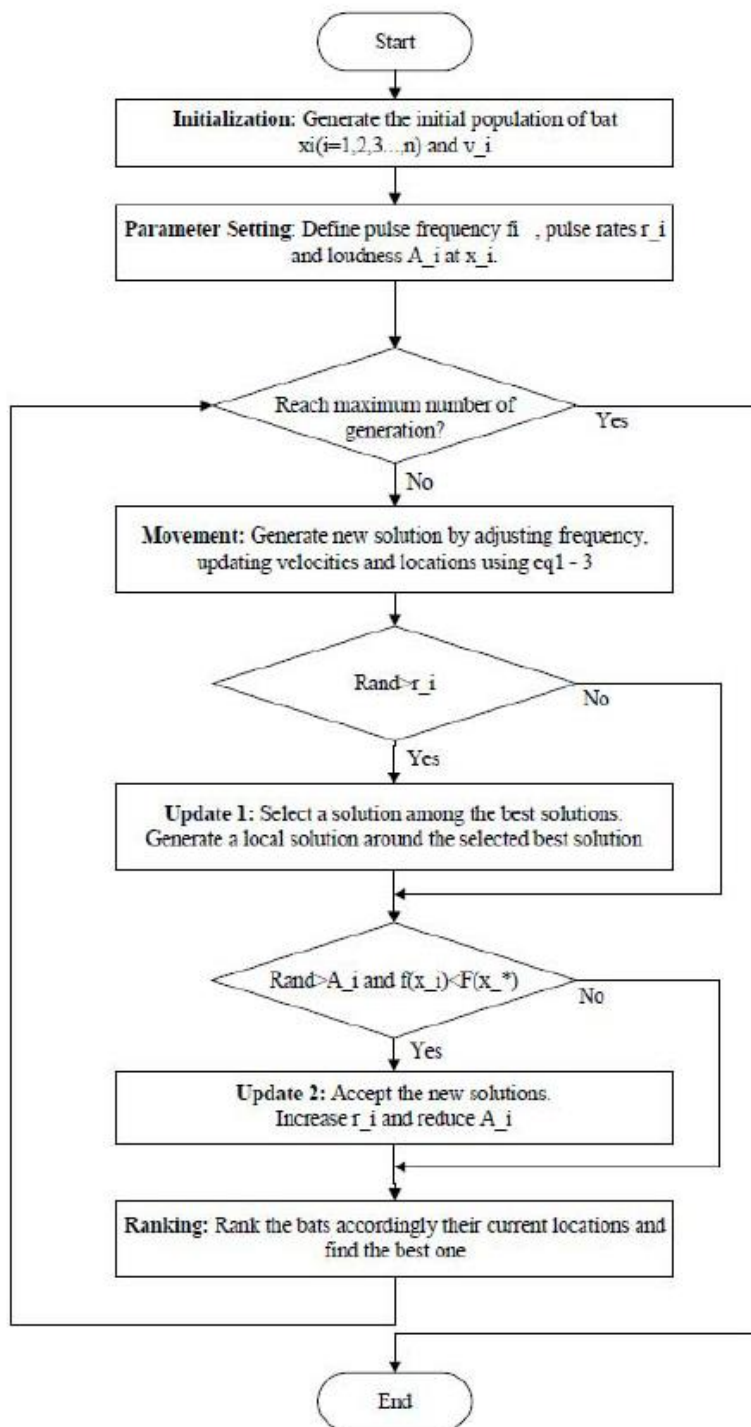 Start
Initialization: Generate the initial population of bat
xi(i=1,2,3...,n) and v_i
Parameter Setting: Define pulse frequency fi , pulse rates r_i
and loudness A_i at x_i.
Reach maximum number of
generation?
Yes
No
Movement: Generate new solution by adjusting frequency,
updating velocities and locations using eq1 - 3
Rand>r_i
No
Yes
Update 1: Select a solution among the best solutions.
Generate a local solution around the selected best solution
Rand>A_i and f(x_i)<F(x_*)
No
Yes
Update 2: Accept the new solutions.
Increase r_i and reduce A_i
Ranking: Rank the bats accordingly their current locations and
find the best one
End